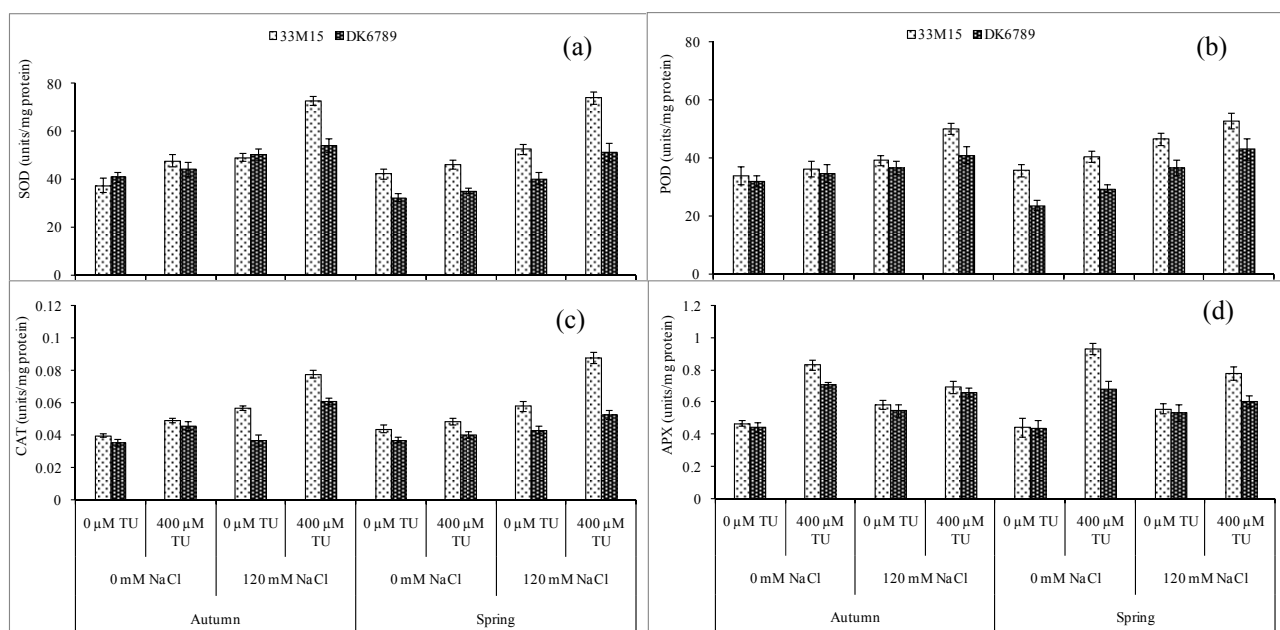 33M15 DK6789
(a)
SOD (units/mg protein)
80
60
40
20
0
33M15 DK6789
(b)
POD (units/mg protein)
80
60
40
20
0
(c)
CAT (units/mg protein)
0.12
0.1
0.08
0.06
0.04
0.02
0
0 µM TU 400 µM TU 0 µM TU 400 µM TU 0 µM TU 400 µM TU 0 µM TU 400 µM TU
0 mM NaCl 120 mM NaCl 0 mM NaCl 120 mM NaCl
Autumn Spring
(d)
APX (units/mg protein)
1.2
1
0.8
0.6
0.4
0.2
0
0 µM TU 400 µM TU 0 µM TU 400 µM TU 0 µM TU 400 µM TU 0 µM TU 400 µM TU
0 mM NaCl 120 mM NaCl 0 mM NaCl 120 mM NaCl
Autumn Spring